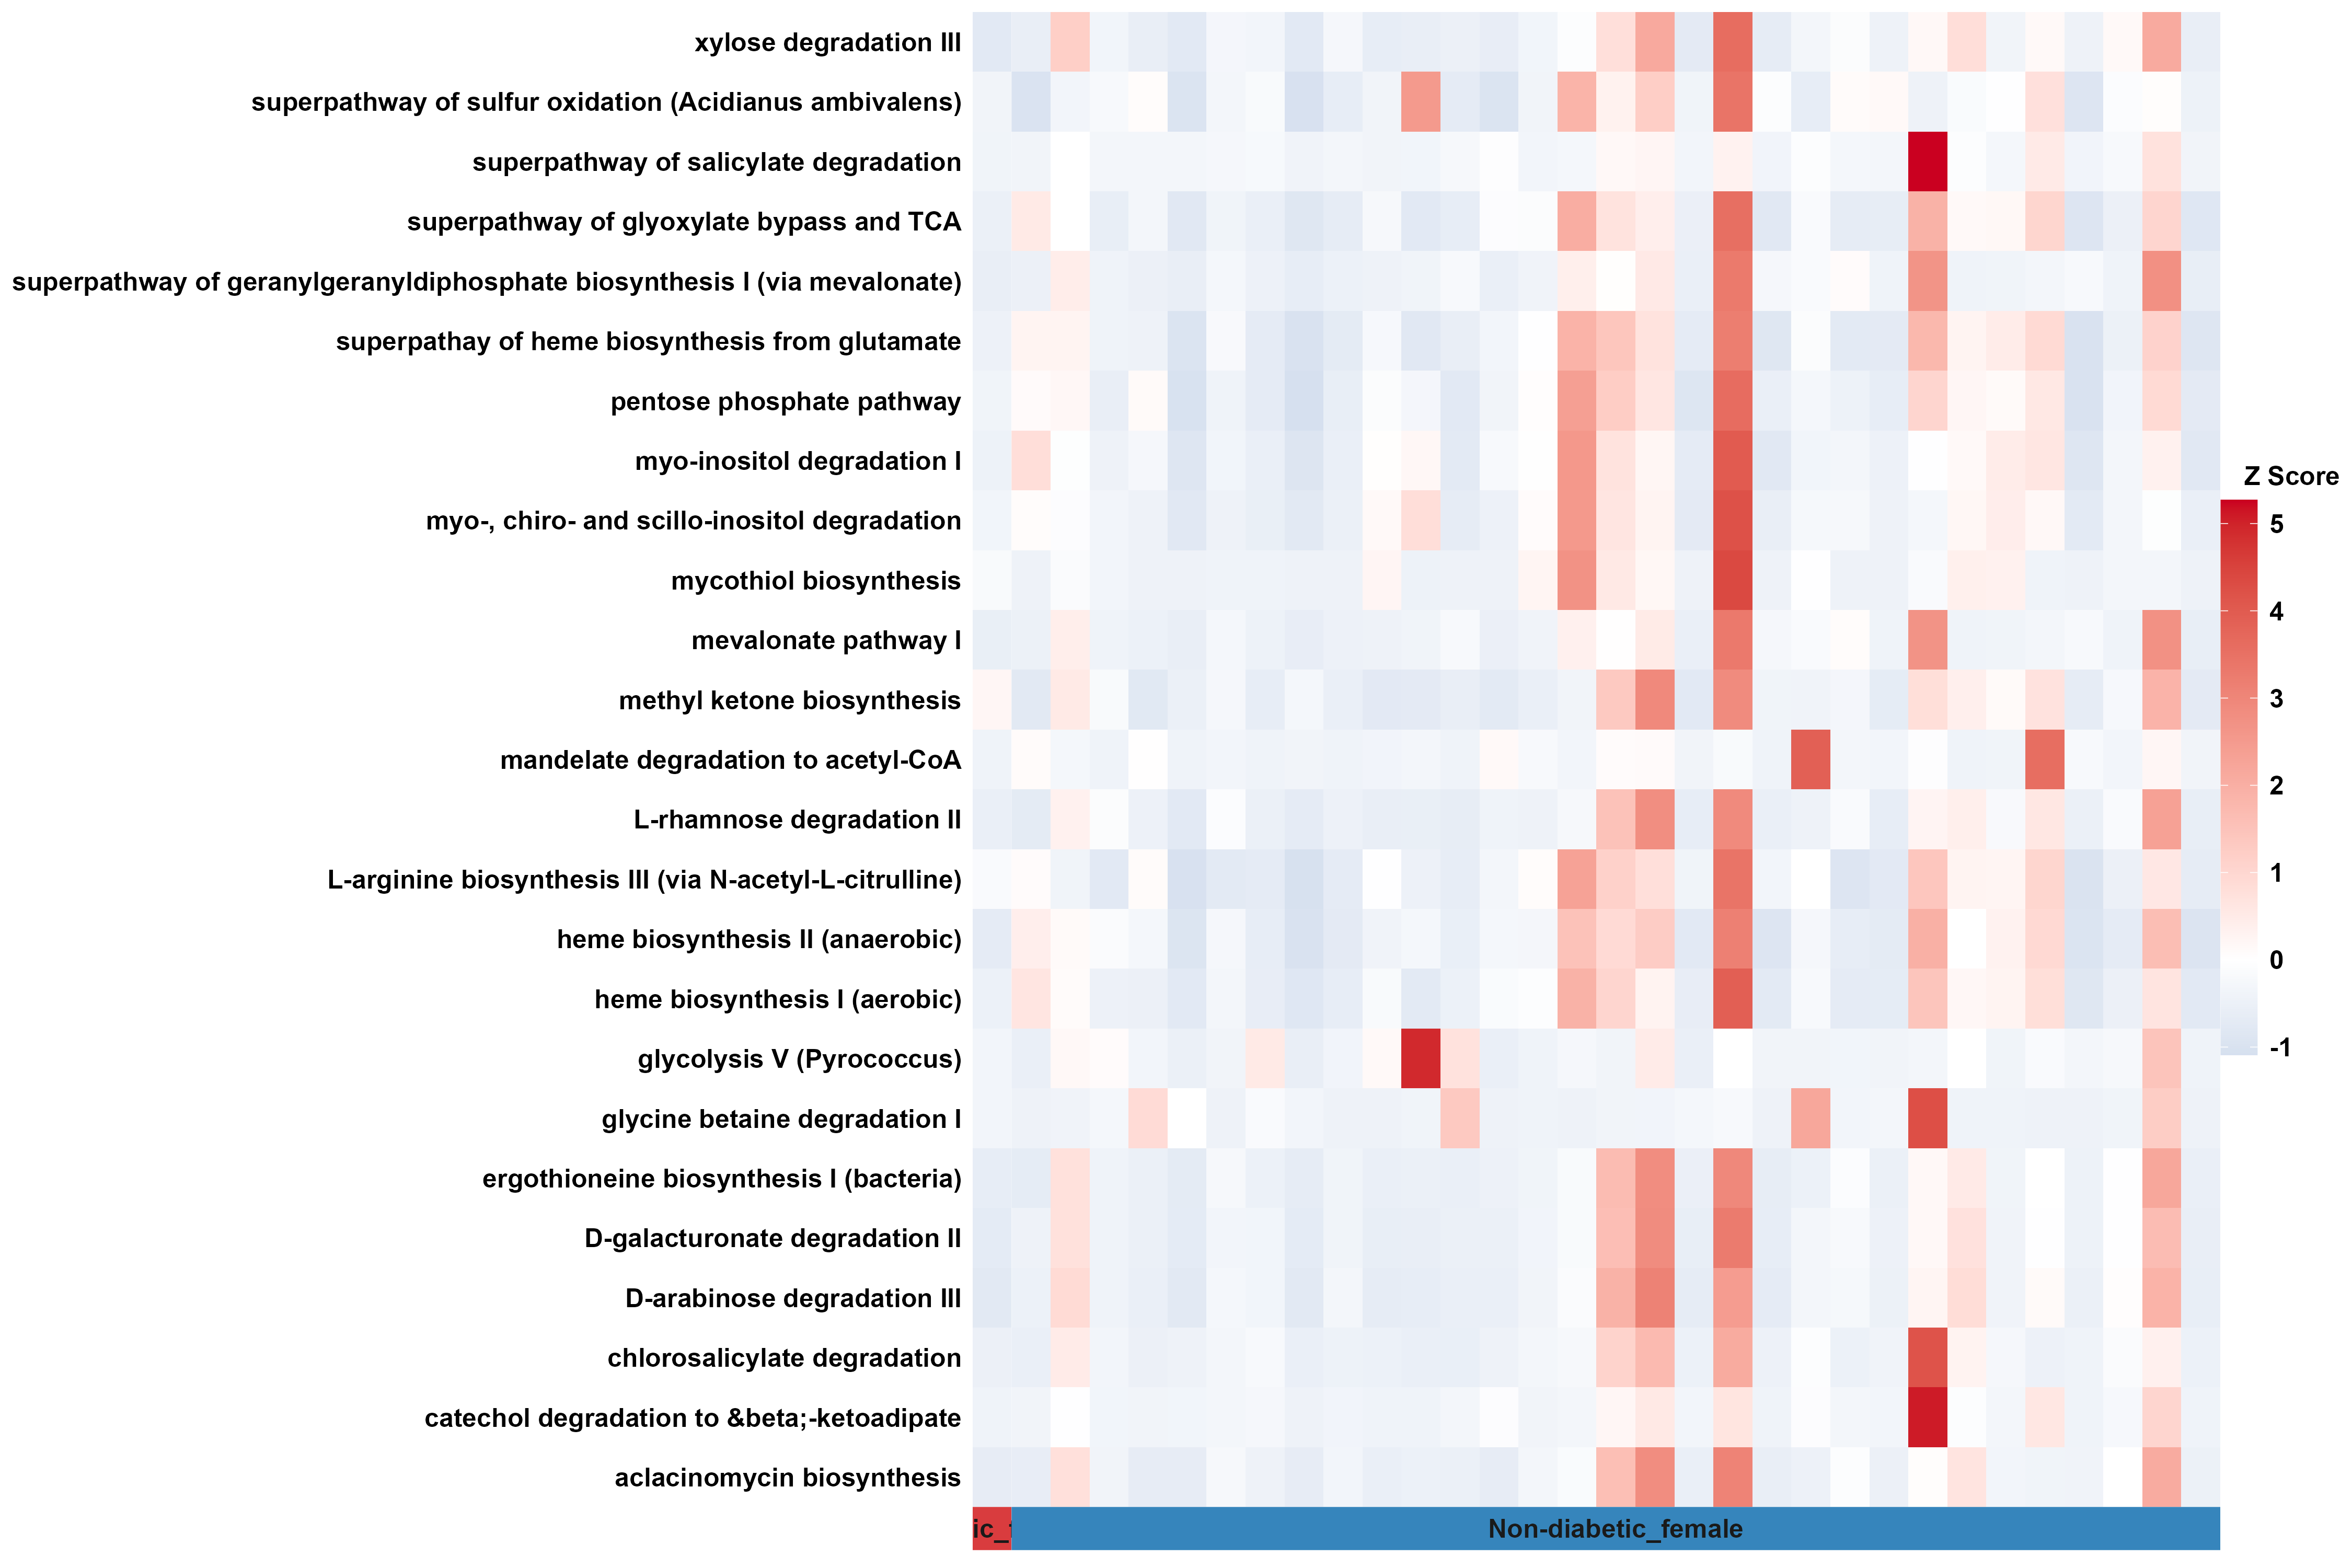 xylose degradation III
superpathway of sulfur oxidation (Acidianus ambivalens)
superpathway of salicylate degradation
superpathway of glyoxylate bypass and TCA
superpathway of geranylgeranyldiphosphate biosynthesis I (via mevalonate)
superpathay of heme biosynthesis from glutamate
pentose phosphate pathway
myo-inositol degradation I
myo-, chiro- and scillo-inositol degradation
mycothiol biosynthesis
mevalonate pathway I
methyl ketone biosynthesis
mandelate degradation to acetyl-CoA
L-rhamnose degradation II
L-arginine biosynthesis III (via N-acetyl-L-citrulline)
heme biosynthesis II (anaerobic)
heme biosynthesis I (aerobic)
glycolysis V (Pyrococcus)
glycine betaine degradation I
ergothioneine biosynthesis I (bacteria)
D-galacturonate degradation II
D-arabinose degradation III
chlorosalicylate degradation
catechol degradation to &beta;-ketoadipate
aclacinomycin biosynthesis
Non-diabetic_female
Z Score
5
4
3
2
1
0
-1